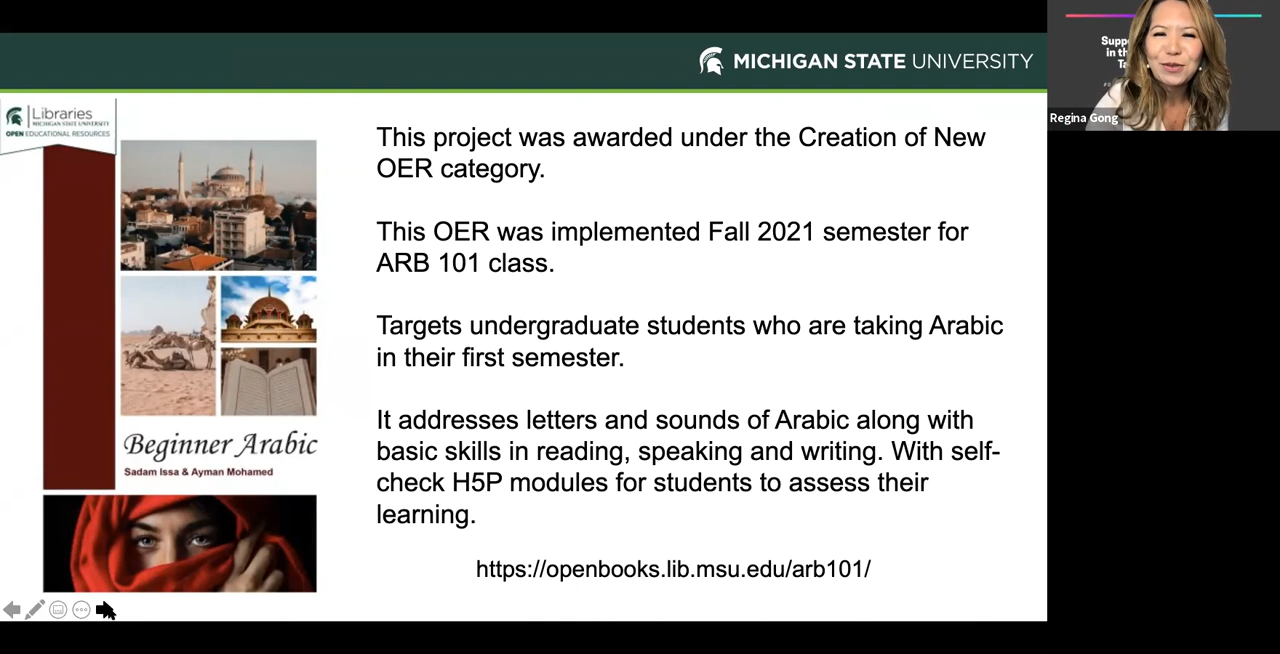 MICHIGAN STATE UNIVERSITY
Libraries
MICHIGAN STATE UNIVERSITY
OPEN EDUCATIONAL RESOURCES
This project was awarded under the Creation of New
OER category.
This OER was implemented Fall 2021 semester for
ARB 101 class.
Targets undergraduate students who are taking Arabic
in their first semester.
It addresses letters and sounds of Arabic along with
basic skills in reading, speaking and writing. With self-
check H5P modules for students to assess their
learning.
https://openbooks.lib.msu.edu/arb101/
Beginner Arabic
Sadam Issa & Ayman Mohamed
in th
Regina Gong